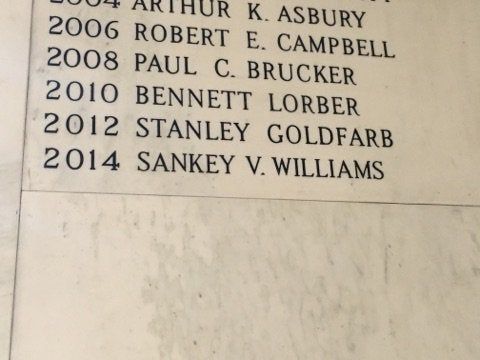 2004 ARTHUR K. ASBURY
2006 ROBERT E. CAMPBELL
2008 PAUL C. BRUCKER
2010 BENNETT LORBER
2012 STANLEY GOLDFARB
2014 SANKEY V. WILLIAMS